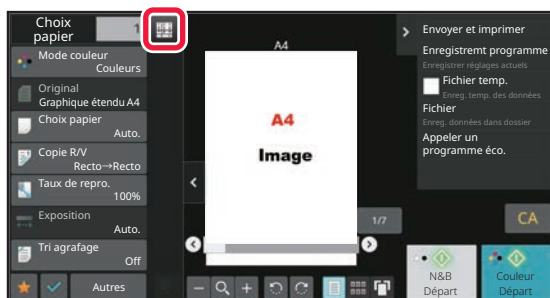 Choix
papier
1
Mode couleur
Couleurs
Original
Graphique étendu A4
Choix papier
Auto.
Copie R/V
Recto→Recto
Taux de repro.
100%
Exposition
Auto.
Tri agrafage
Off
Autres
A4
A4
Image
1/7
Envoyer et imprimer
Enregistremt programme
Enregistrer réglages actuels
Fichier temp.
Enreg. temp. des données
Fichier
Enreg. données dans dossier
Appeler un
programme éco.
CA
N&B
Départ
Couleur
Départ